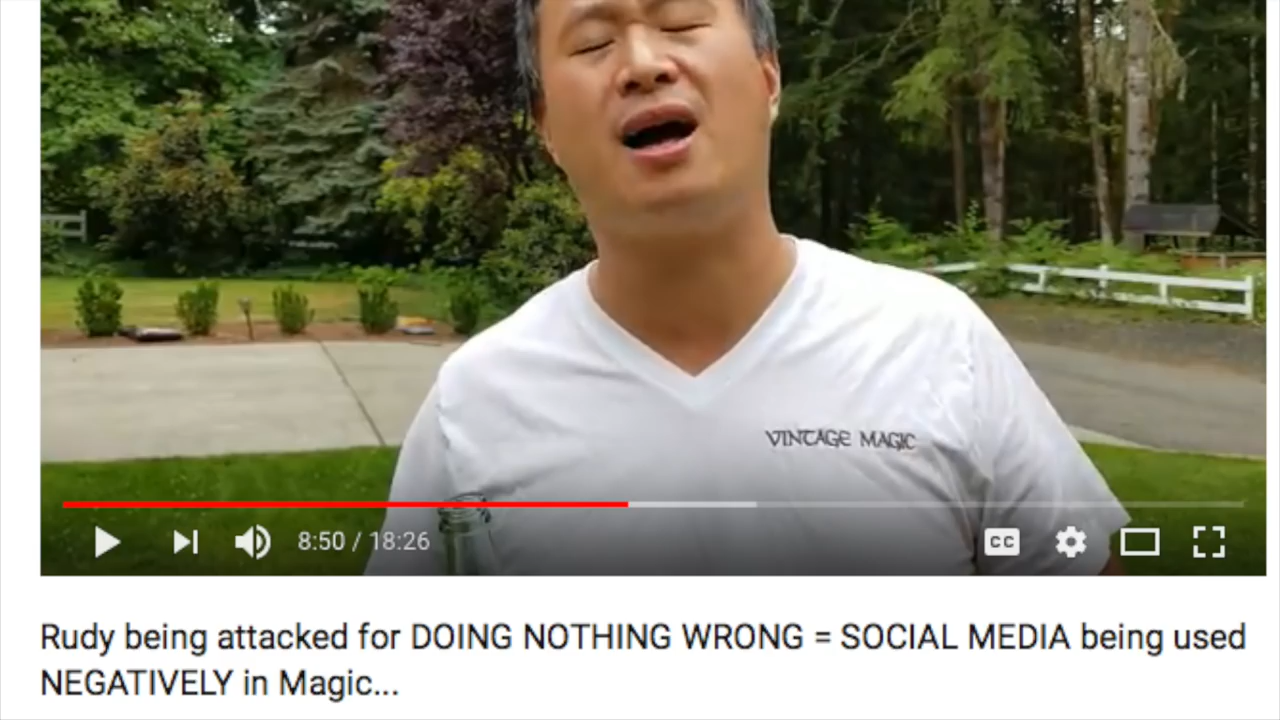 VINTAGE MAGIC
8:50 / 18:26
CC
Rudy being attacked for DOING NOTHING WRONG = SOCIAL MEDIA being used
NEGATIVELY in Magic...